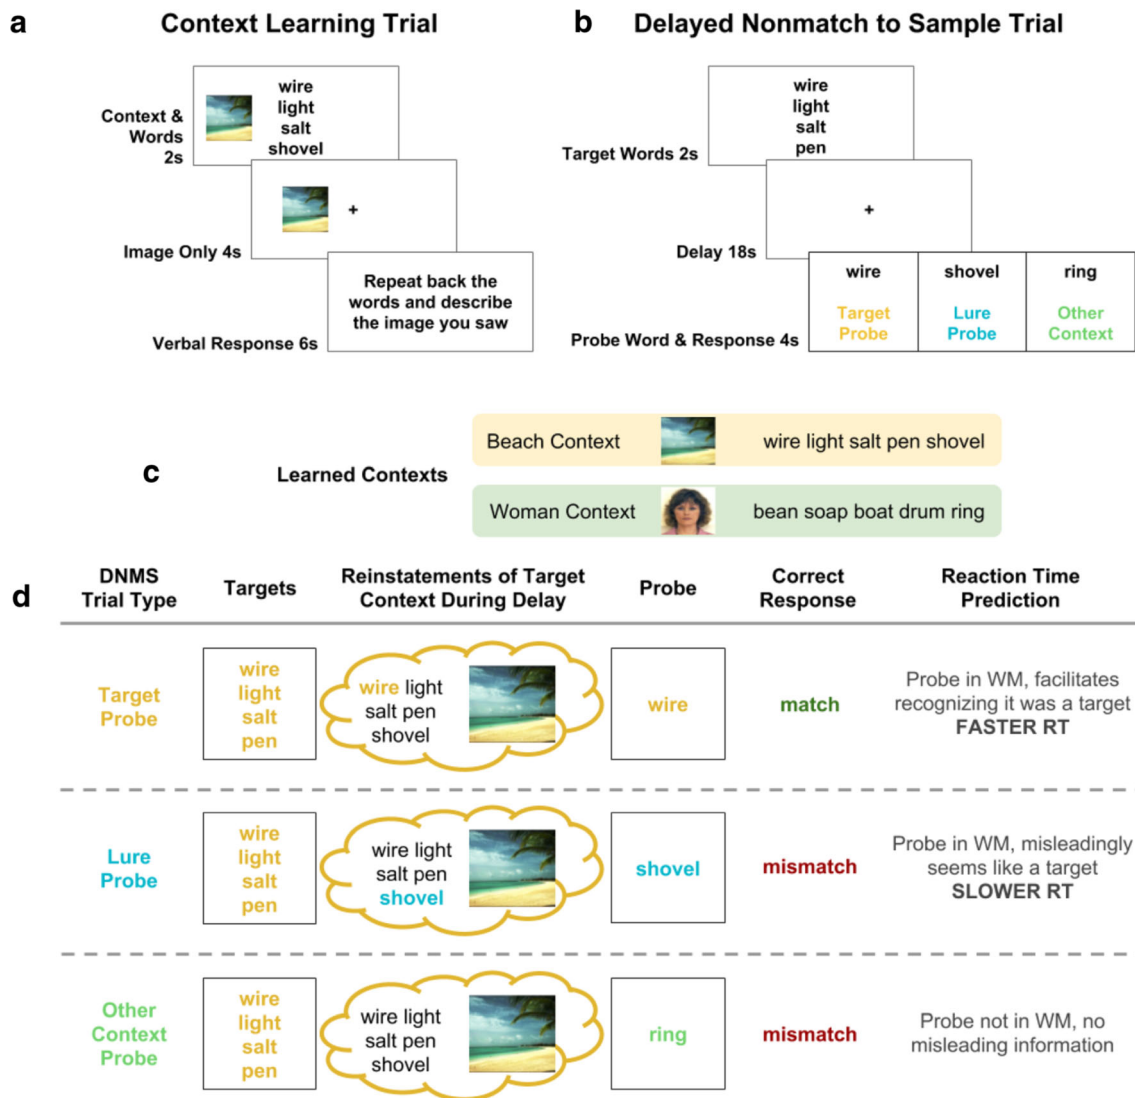 a
Context Learning Trial
Context &
Words
2s
wire
light
salt
shovel
+
Image Only 4s
Repeat back the
words and describe
the image you saw
Verbal Response 6s
b
Delayed Nonmatch to Sample Trial
wire
light
salt
pen
Target Words 2s
+
Delay 18s
wire
Target
Probe
shovel
Lure
Probe
ring
Other
Context
Probe Word & Response 4s
c
Learned Contexts
Beach Context
wire light salt pen shovel
Woman Context
bean soap boat drum ring
d
DNMS
Trial Type
Targets
Reinstatements of Target
Context During Delay
Probe
Correct
Response
Reaction Time
Prediction
Target
Probe
wire
light
salt
pen
wire light
salt pen
shovel
wire
match
Probe in WM, facilitates
recognizing it was a target
FASTER RT
Lure
Probe
wire
light
salt
pen
wire light
salt pen
shovel
shovel
mismatch
Probe in WM, misleadingly
seems like a target
SLOWER RT
Other
Context
Probe
wire
light
salt
pen
wire light
salt pen
shovel
ring
mismatch
Probe not in WM, no
misleading information